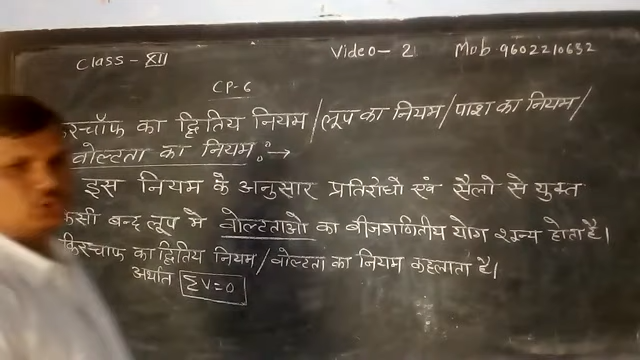 Class - XII Video - 2 Mob 9602210632
CP-6
रचॉफ का द्वितिय नियम / लूप का नियम / पाश का नियम /
वोल्टता का नियम :→
इस नियम के अनुसार प्रतिरोधो एवं सैलो से युक्त
कसी बन्द लूप मे वोल्टताओ का बीजगणितीय योग शून्य होता है।
किरचाफ का द्वितिय नियम / वोल्टता का नियम कहलाता है।
अर्थात ΣV=0